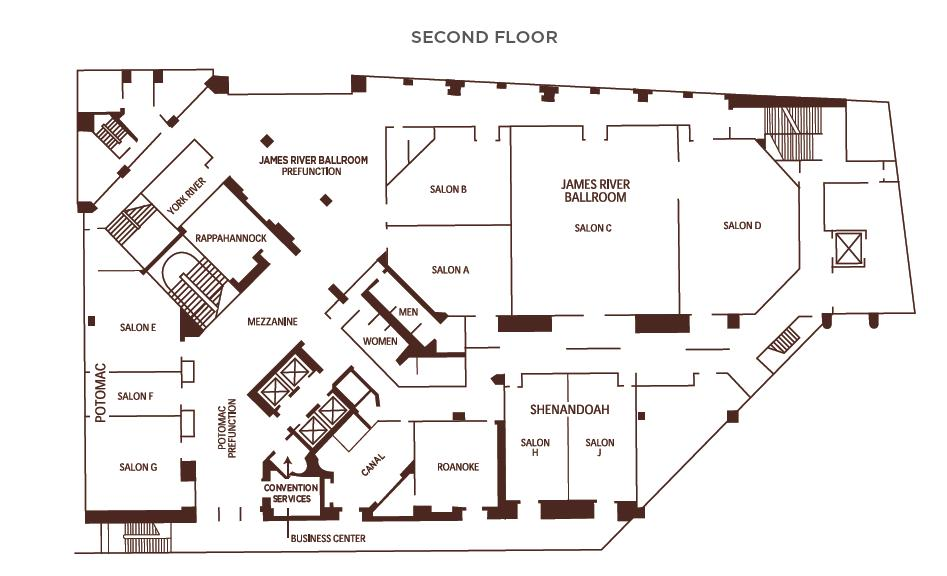 SECOND FLOOR
JAMES RIVER BALLROOM
PREFUNCTION
YORK RIVER
RAPPAHANNOCK
SALON B
JAMES RIVER
BALLROOM
SALON C
SALON D
SALON A
MEN
WOMEN
MEZZANINE
SALON E
POTOMAC
SALON F
SALON G
POTOMAC
PREFUNCTION
CONVENTION
SERVICES
BUSINESS CENTER
CANAL
ROANOKE
SHENANDOAH
SALON
H
SALON
J